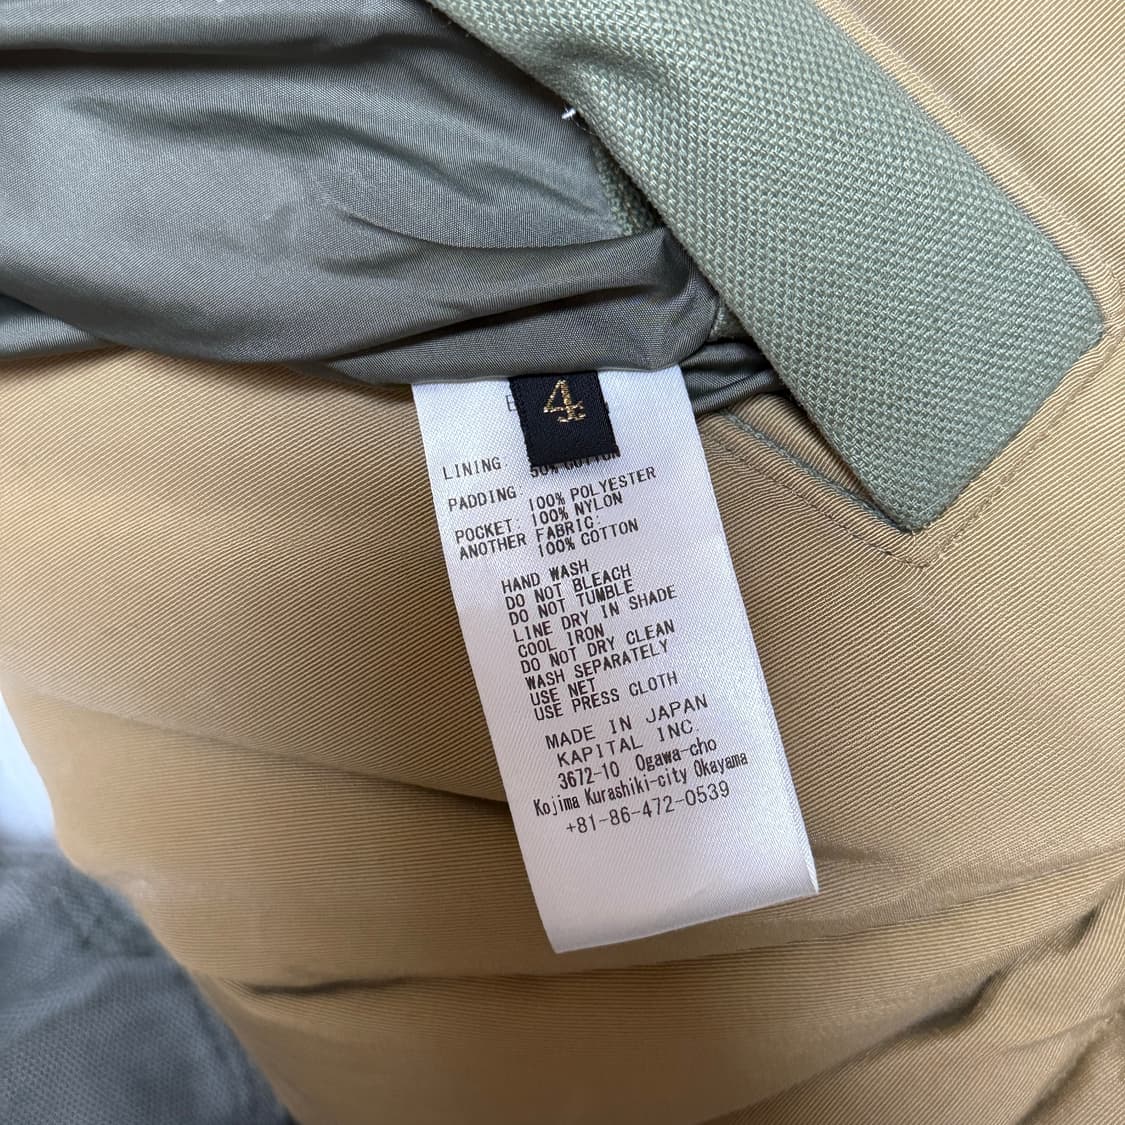 4
LINING: 50% COTTON
PADDING: 100% POLYESTER
POCKET: 100% NYLON
ANOTHER FABRIC:
100% COTTON
HAND WASH
DO NOT BLEACH
DO NOT TUMBLE
LINE DRY IN SHADE
COOL IRON
DO NOT DRY CLEAN
WASH SEPARATELY
USE NET
USE PRESS CLOTH
MADE IN JAPAN
KAPITAL INC.
3672-10 Ogawa-cho
Kojima Kurashiki-city Okayama
+81-86-472-0539